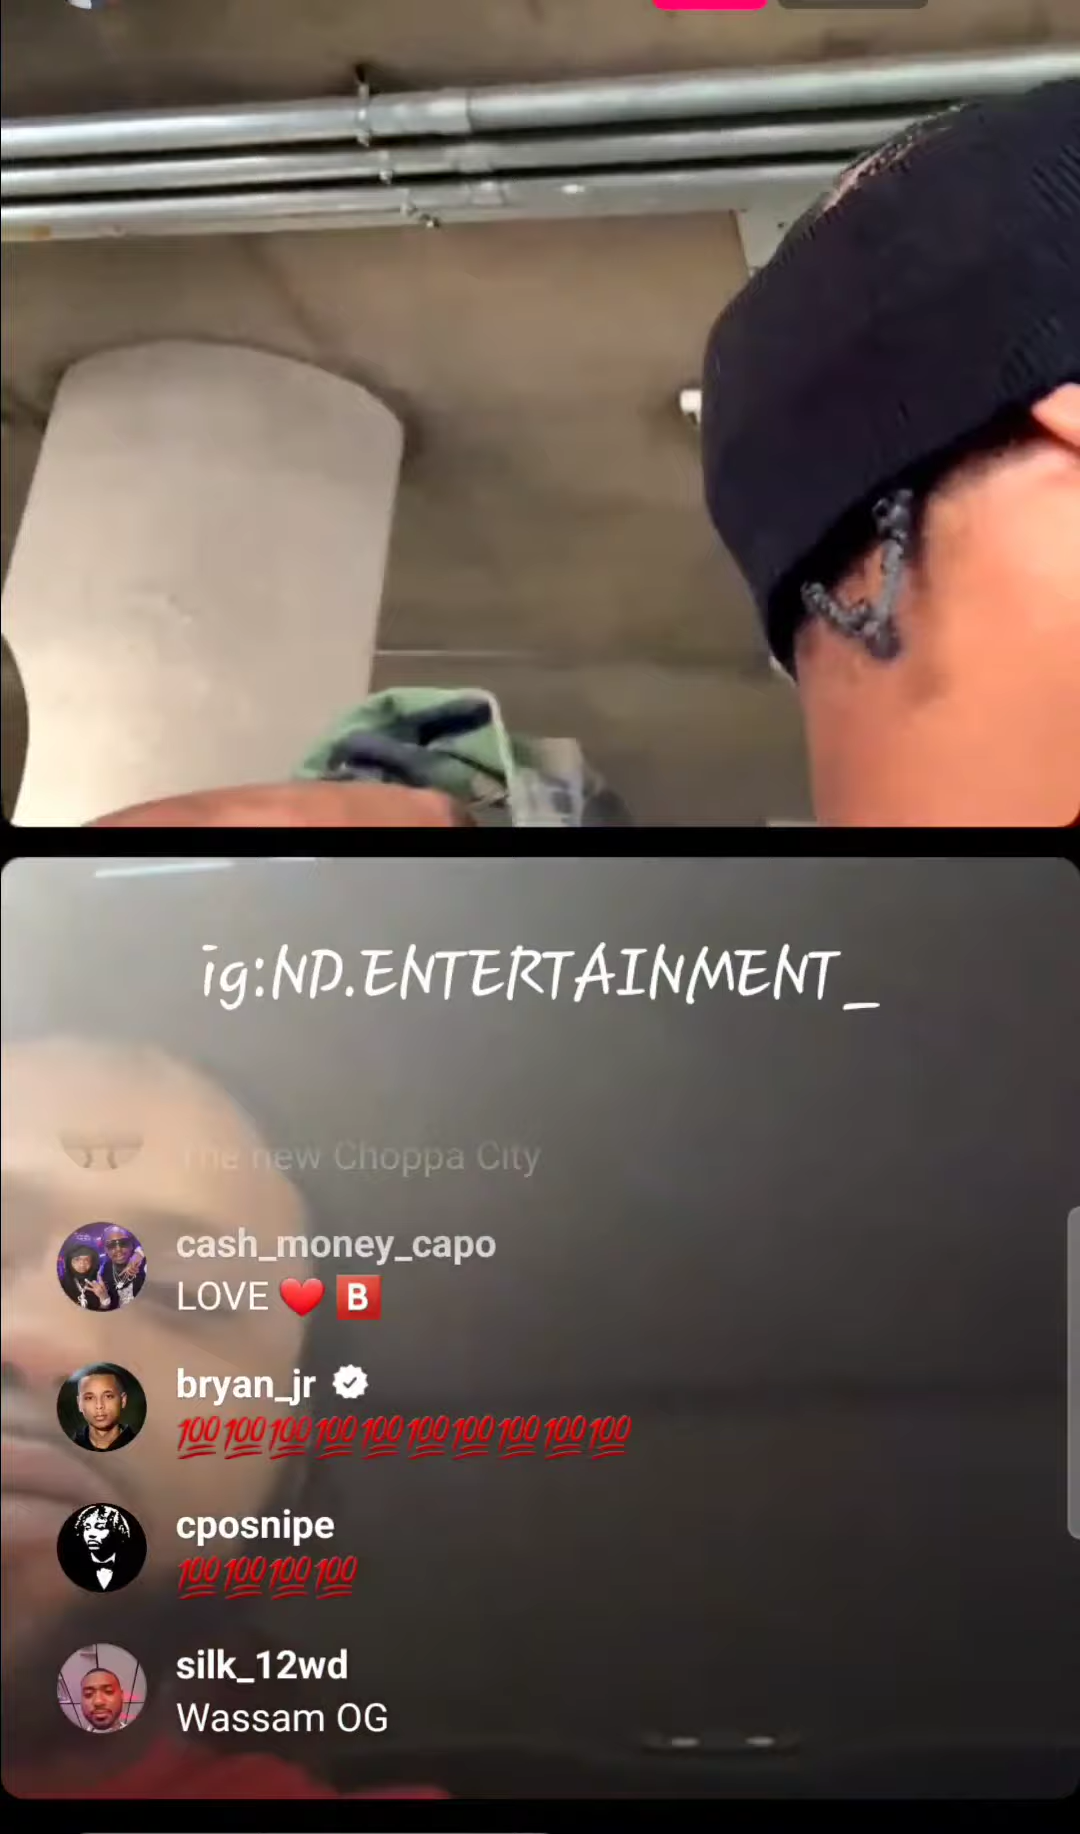 ig:ND.ENTERTAINMENT_
The new Choppa City
cash_money_capo
LOVE ❤️ 🅱️
bryan_jr
💯💯💯💯💯💯💯💯💯💯
cposnipe
💯💯💯💯
silk_12wd
Wassam OG